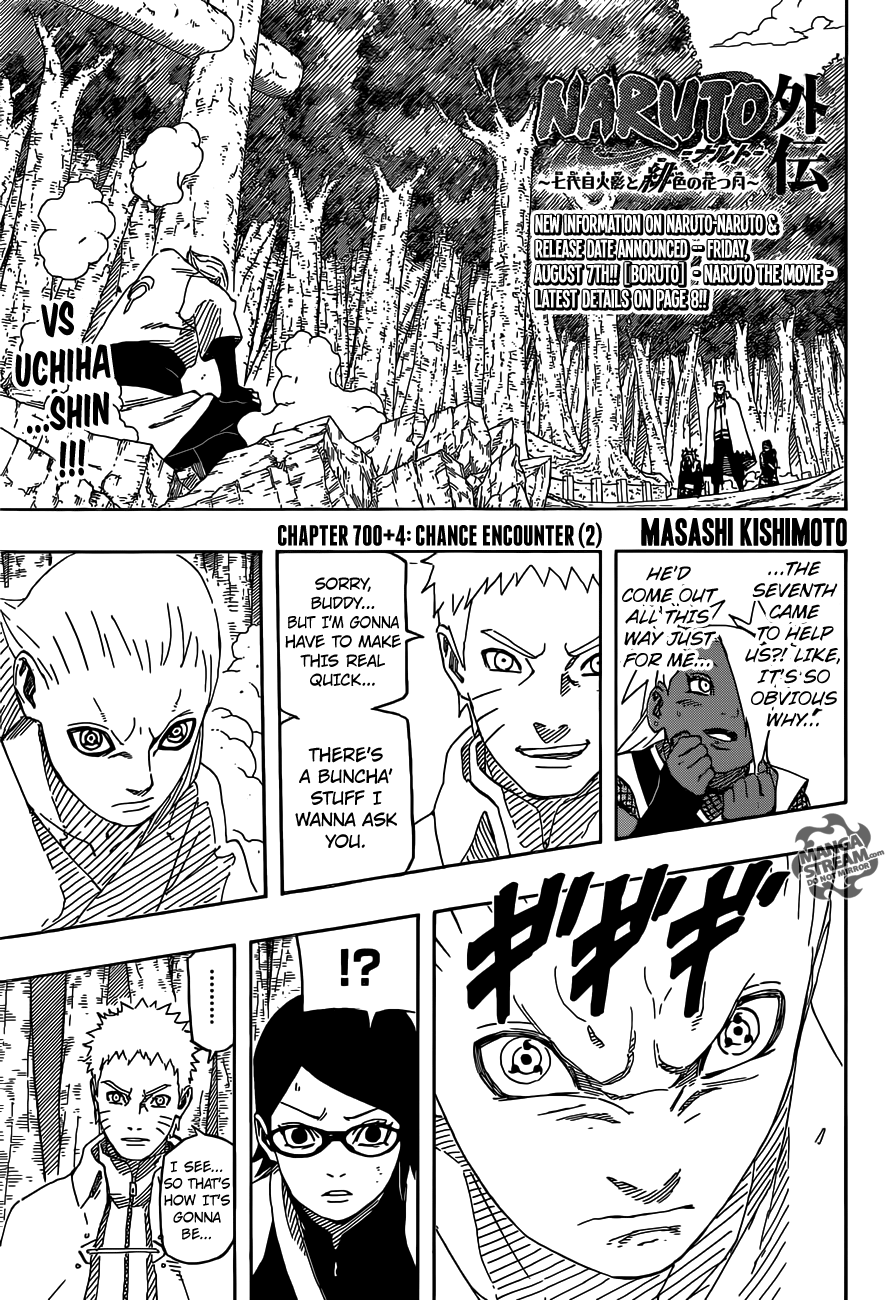 NARUTO
-ナルト-
外伝
〜七代目火影と緋色の花つ月〜
NEW INFORMATION ON NARUTO-NARUTO &
RELEASE DATE ANNOUNCED -- FRIDAY,
AUGUST 7TH!! [BORUTO] - NARUTO THE MOVIE -
LATEST DETAILS ON PAGE 8!!
VS
UCHIHA
...SHIN
!!!
CHAPTER 700+4: CHANCE ENCOUNTER (2)
MASASHI KISHIMOTO
...THE
SEVENTH
CAME
TO HELP
US?! LIKE,
IT'S SO
OBVIOUS
WHY...
HE'D
COME OUT
ALL THIS
WAY JUST
FOR ME...
SORRY,
BUDDY...
BUT I'M GONNA
HAVE TO MAKE
THIS REAL
QUICK...
THERE'S
A BUNCHA'
STUFF I
WANNA ASK
YOU.
MANGA
STREAM.com
DO NOT MIRROR
ギギギ
!?
.........
I SEE...
SO THAT'S
HOW IT'S
GONNA
BE...